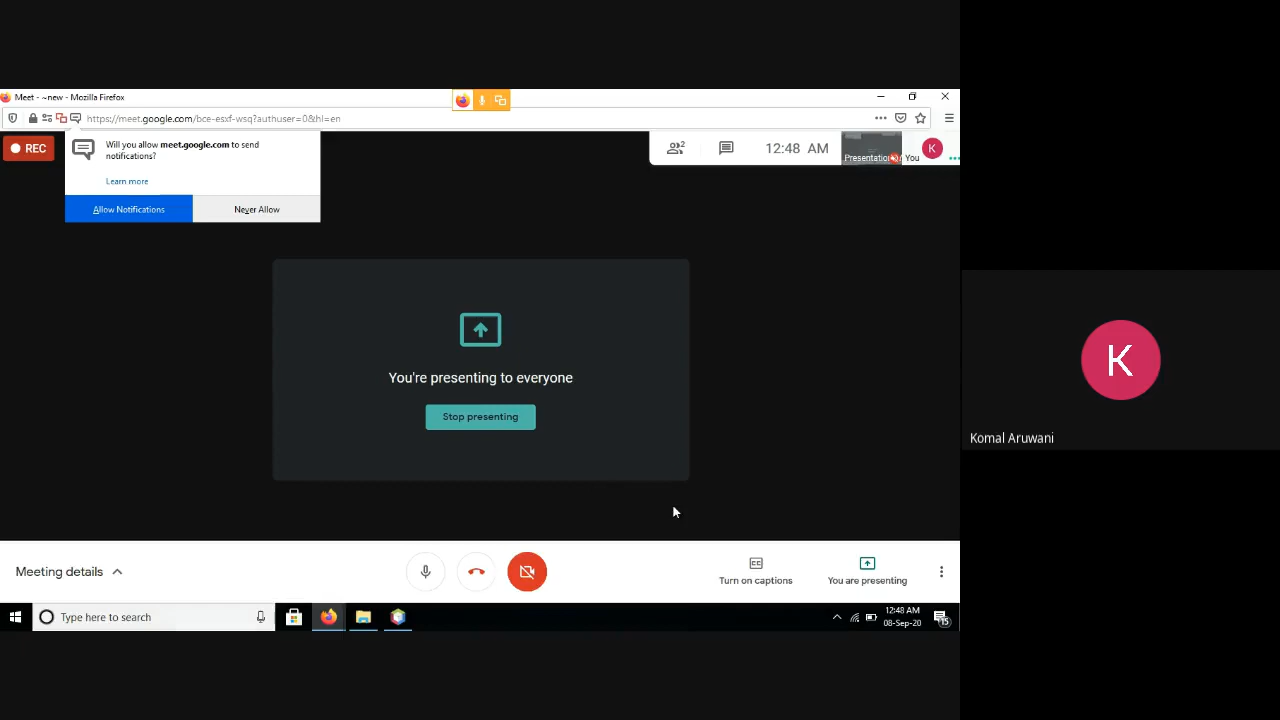 Meet - ~new - Mozilla Firefox
https://meet.google.com/bce-esxf-wsq?authuser=0&hl=en
REC
Will you allow meet.google.com to send
notifications?
Learn more
Allow Notifications
Never Allow
2
12:48 AM
Presentation
You
K
You're presenting to everyone
Stop presenting
K
Komal Aruwani
Meeting details
CC
Turn on captions
You are presenting
Type here to search
12:48 AM
08-Sep-20
15